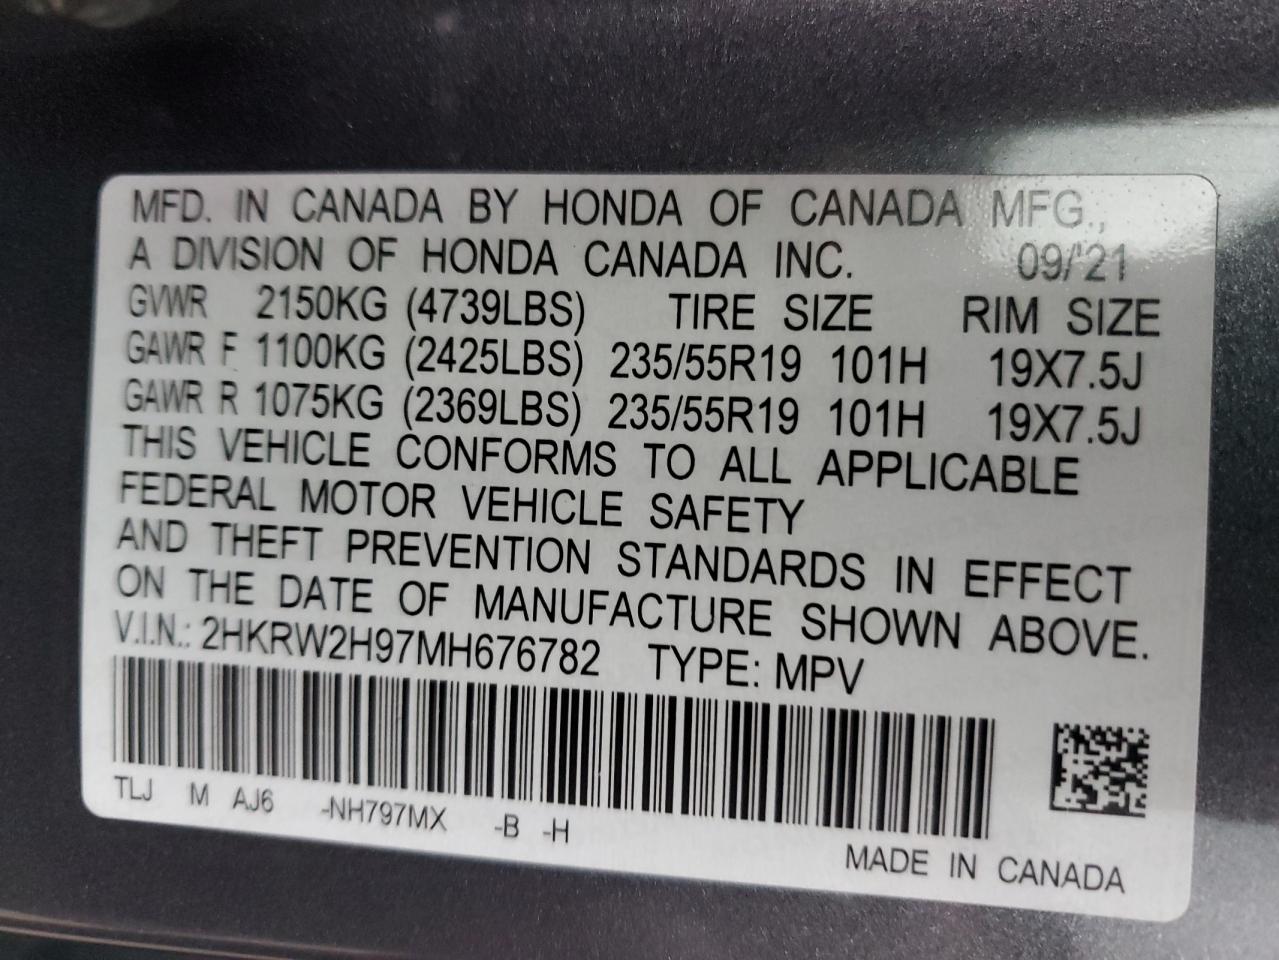 MFD. IN CANADA BY HONDA OF CANADA MFG.,
A DIVISION OF HONDA CANADA INC. 09/'21
GVWR 2150KG (4739LBS) TIRE SIZE RIM SIZE
GAWR F 1100KG (2425LBS) 235/55R19 101H 19X7.5J
GAWR R 1075KG (2369LBS) 235/55R19 101H 19X7.5J
THIS VEHICLE CONFORMS TO ALL APPLICABLE
FEDERAL MOTOR VEHICLE SAFETY
AND THEFT PREVENTION STANDARDS IN EFFECT
ON THE DATE OF MANUFACTURE SHOWN ABOVE.
V.I.N.: 2HKRW2H97MH676782 TYPE: MPV
TLJ M AJ6 -NH797MX -B -H
MADE IN CANADA